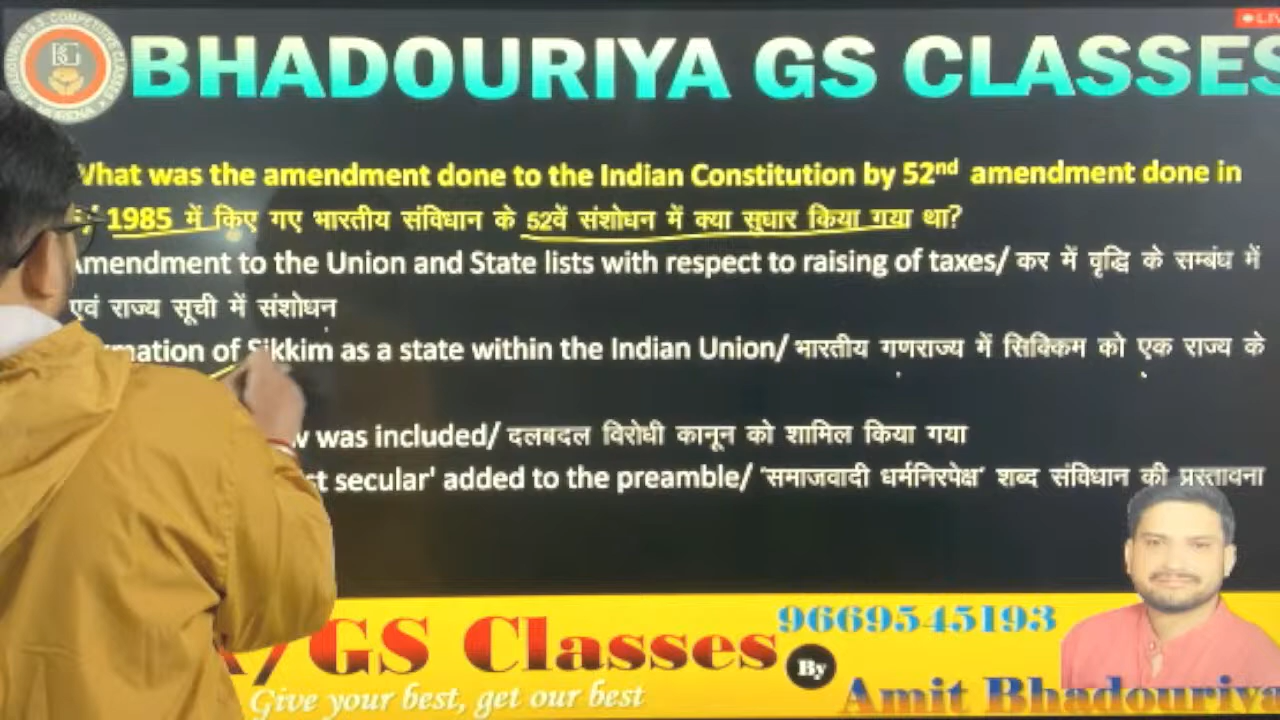 BHADOURIYA GS CLASSES
What was the amendment done to the Indian Constitution by 52nd amendment done in
1985 में किए गए भारतीय संविधान के 52वें संशोधन में क्या सुधार किया गया था?
Amendment to the Union and State lists with respect to raising of taxes/ कर में वृद्धि के सम्बंध में
एवं राज्य सूची में संशोधन
mation of Sikkim as a state within the Indian Union/ भारतीय गणराज्य में सिक्किम को एक राज्य के
w was included/ दलबदल विरोधी कानून को शामिल किया गया
st secular' added to the preamble/ 'समाजवादी धर्मनिरपेक्ष' शब्द संविधान की प्रस्तावना
GS Classes
9669545193
Give your best, get our best
By
Amit Bhadouriya